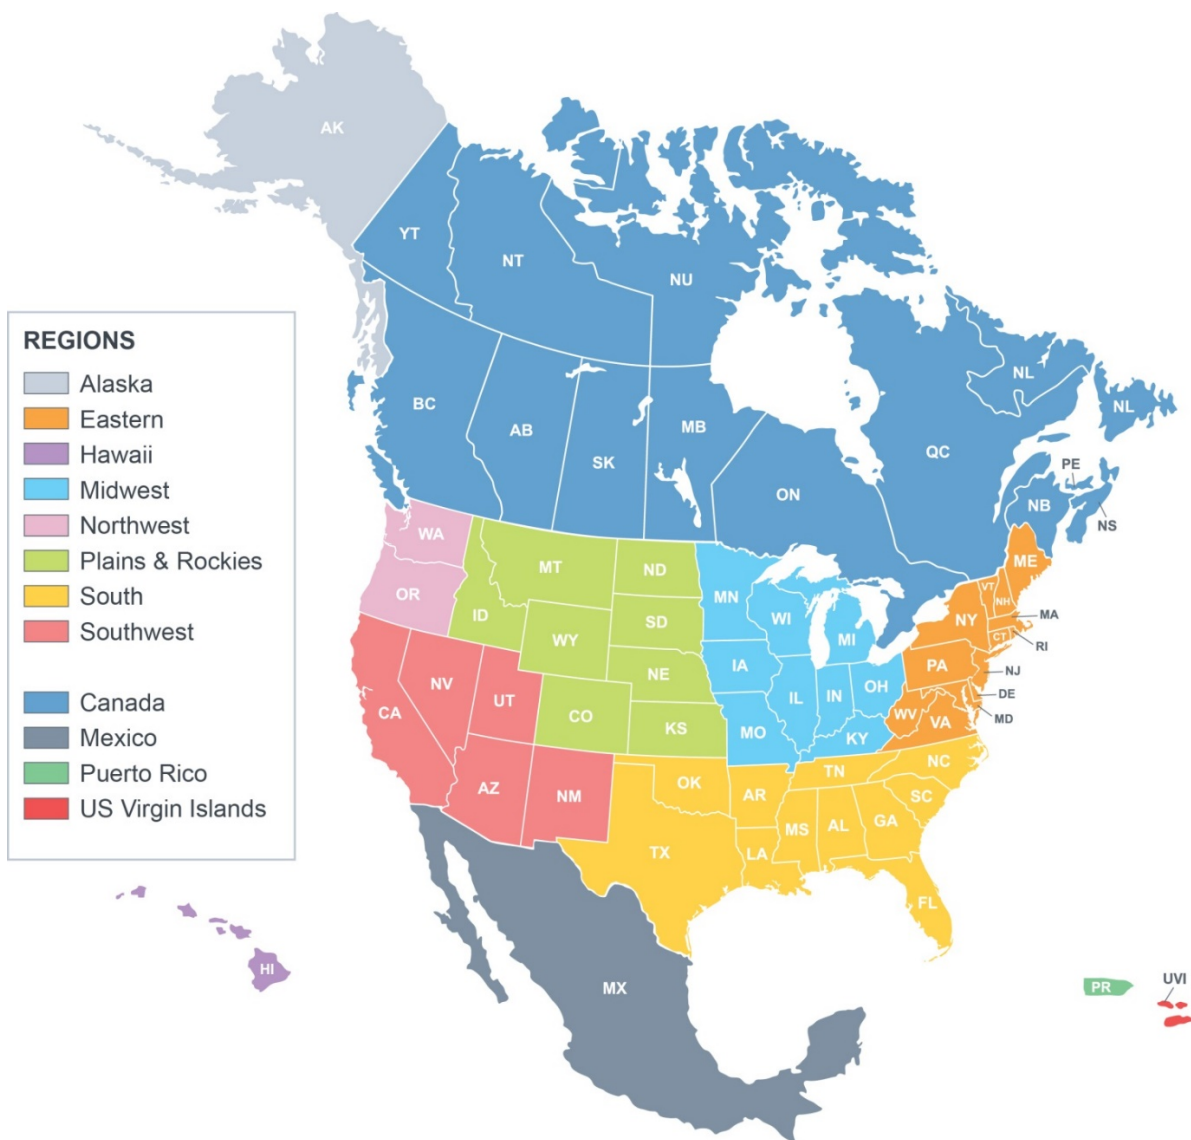 AK
YT
NT
NU
REGIONS
Alaska
Eastern
Hawaii
Midwest
Northwest
Plains & Rockies
South
Southwest
Canada
Mexico
Puerto Rico
US Virgin Islands
BC
AB
SK
MB
ON
QC
NL
NL
PE
NB
NS
WA
OR
ID
MT
ND
SD
WY
NE
CO
KS
MN
WI
MI
IA
IL
IN
OH
MO
KY
ME
VT
NH
MA
NY
CT
RI
PA
NJ
DE
MD
WV
VA
CA
NV
UT
AZ
NM
OK
AR
TN
NC
SC
MS
AL
GA
TX
LA
FL
HI
MX
PR
UVI